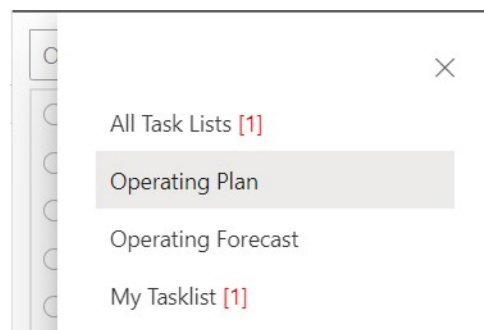 O
All Task Lists [1]
Operating Plan
Operating Forecast
My Tasklist [1]